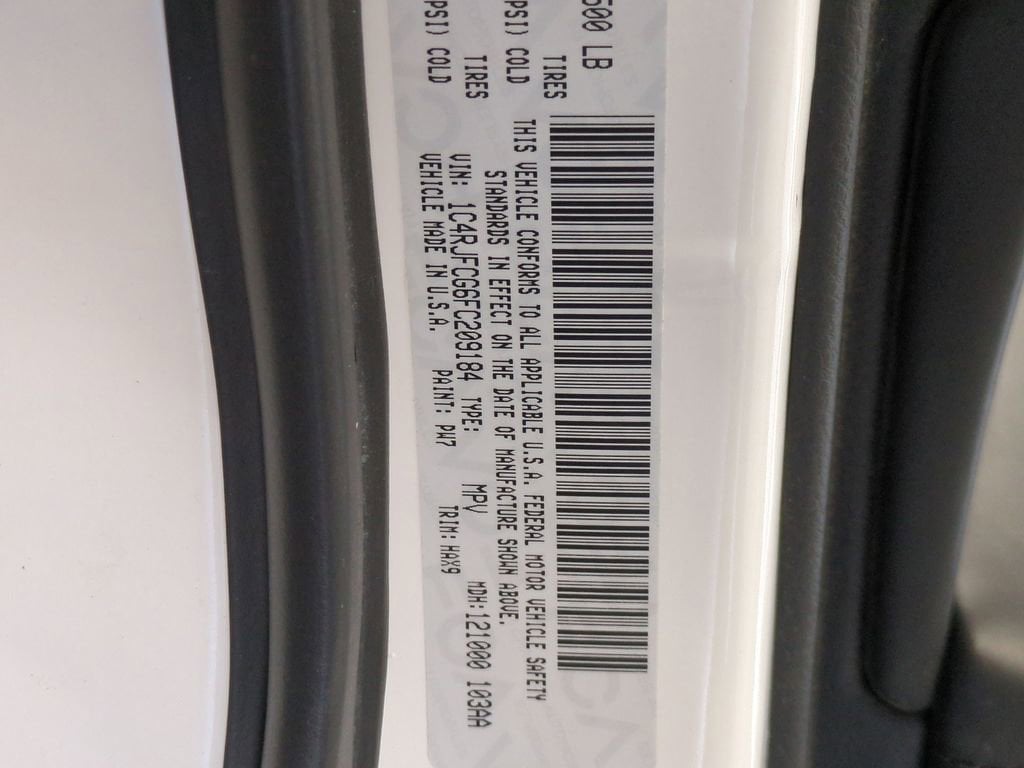 500 LB
TIRES
PSI) COLD
TIRES
PSI) COLD
THIS VEHICLE CONFORMS TO ALL APPLICABLE U.S.A. FEDERAL MOTOR VEHICLE SAFETY
STANDARDS IN EFFECT ON THE DATE OF MANUFACTURE SHOWN ABOVE.
VIN: 1C4RJFCG6FC209184 TYPE: MPV MDH:121000 103AA
VEHICLE MADE IN U.S.A. PAINT: PW7 TRIM: HAX9